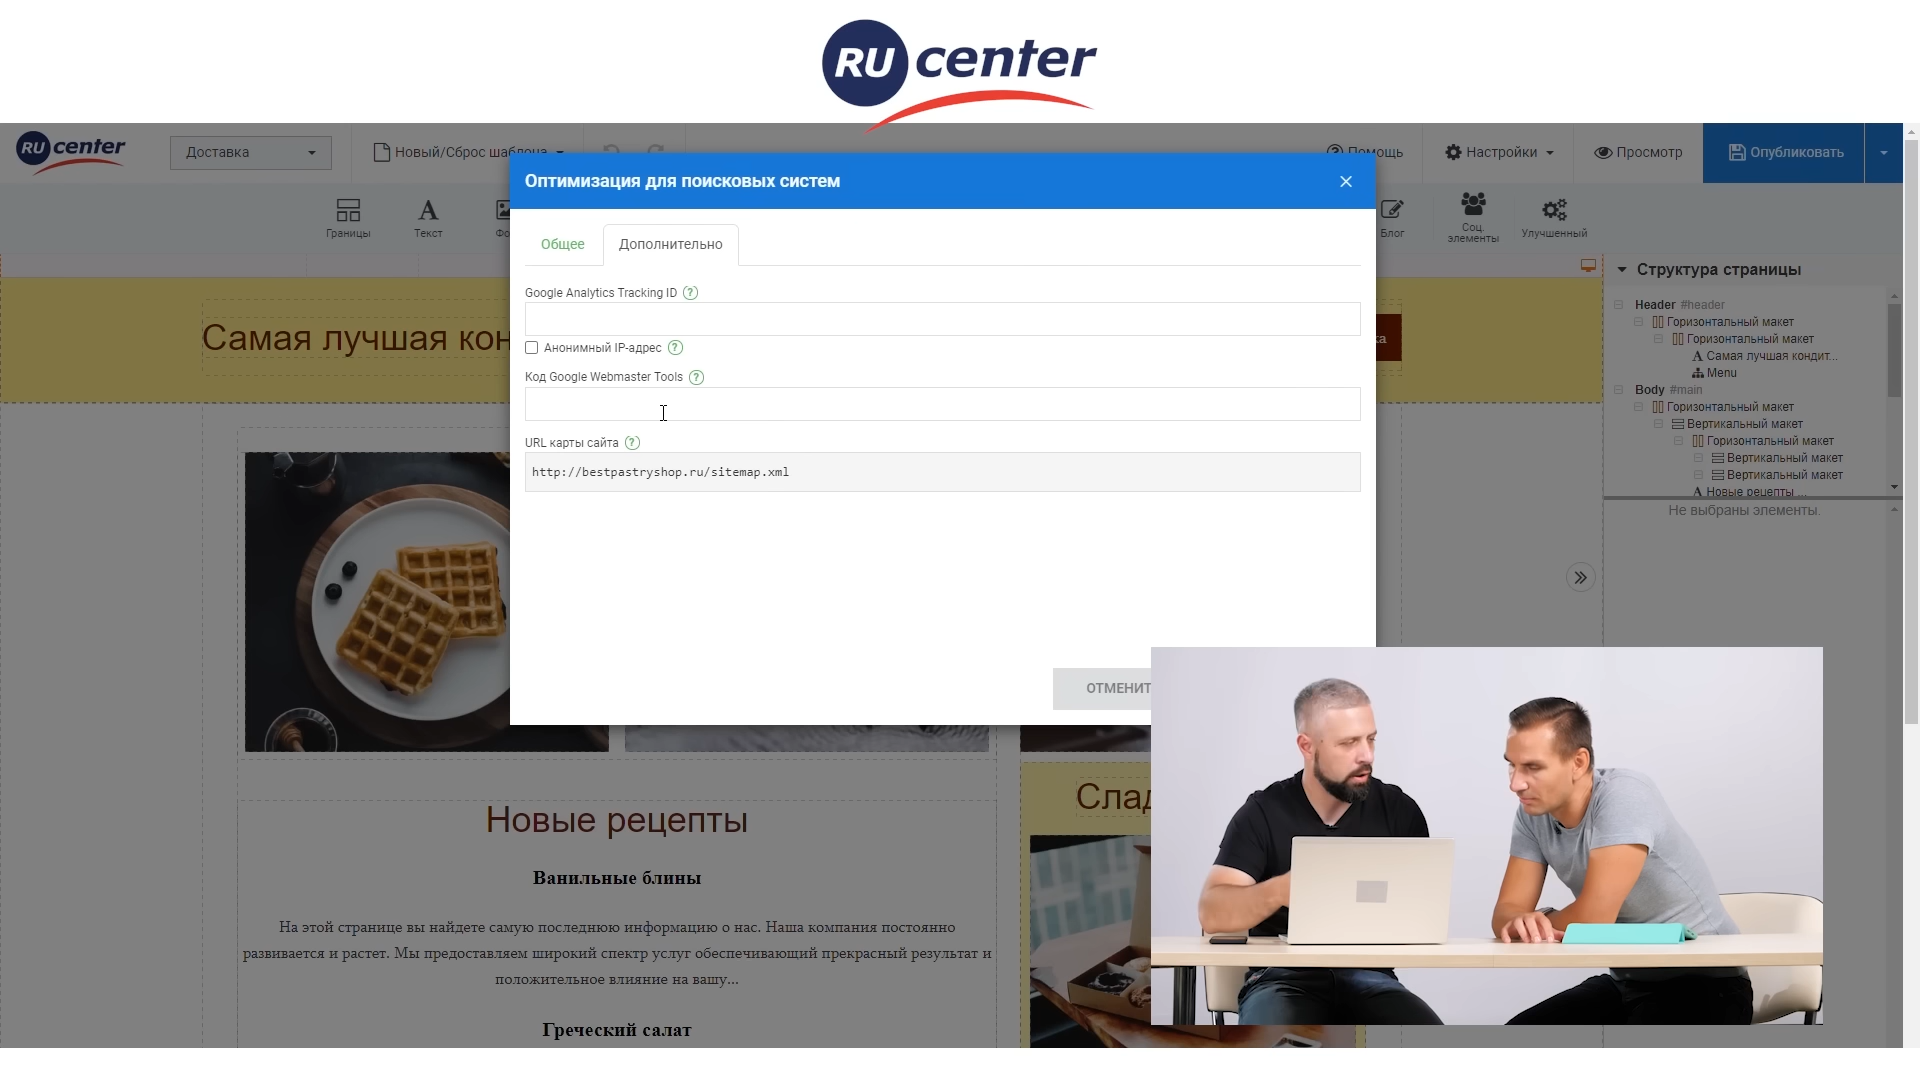 RU center
RU center
Доставка
Новый/Сброс шаблона
Помощь
Настройки
Просмотр
Опубликовать
Оптимизация для поисковых систем
Границы
Текст
Фо
Блог
Соц.
элементы
Улучшенный
Общее
Дополнительно
Google Analytics Tracking ID
Анонимный IP-адрес
Код Google Webmaster Tools
URL карты сайта
http://bestpastryshop.ru/sitemap.xml
ОТМЕНИТ
Самая лучшая кон
ка
Структура страницы
Header #header
Горизонтальный макет
Горизонтальный макет
Самая лучшая кондит...
Menu
Body #main
Горизонтальный макет
Вертикальный макет
Горизонтальный макет
Вертикальный макет
Вертикальный макет
Новые рецепты ...
Не выбраны элементы.
Новые рецепты
Ванильные блины
На этой странице вы найдете самую последнюю информацию о нас. Наша компания постоянно
развивается и растет. Мы предоставляем широкий спектр услуг обеспечивающий прекрасный результат и
положительное влияние на вашу...
Греческий салат
Слад